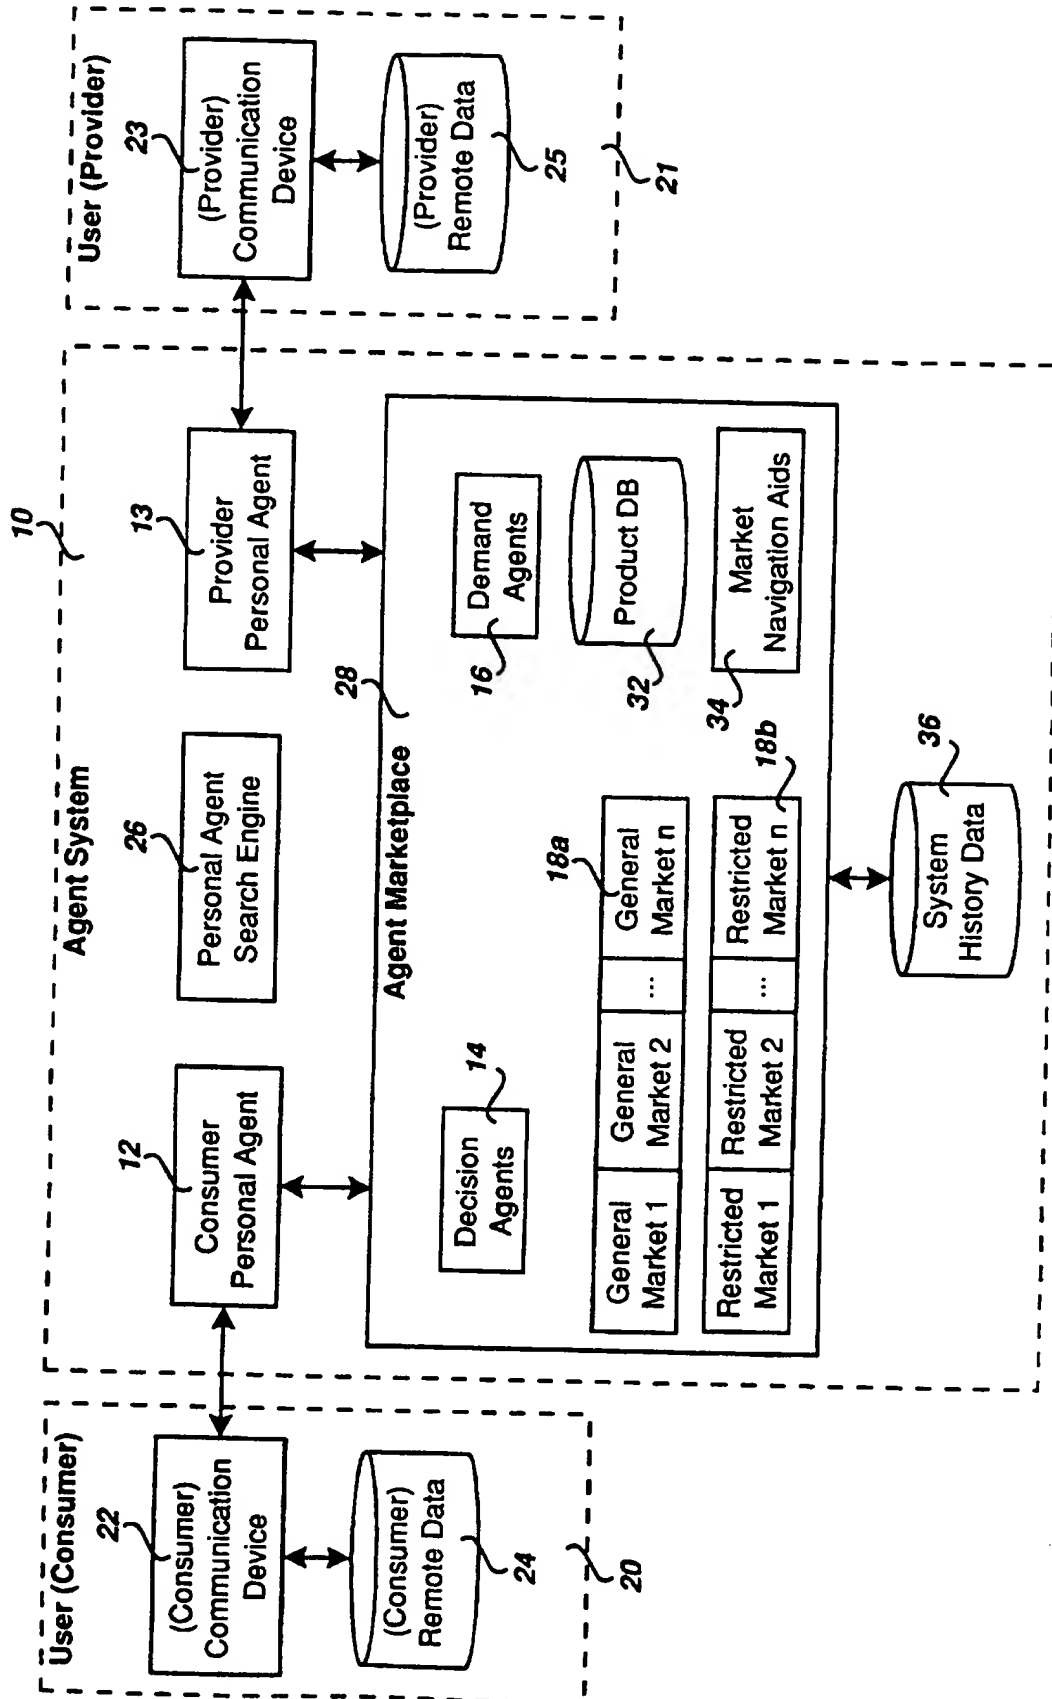 User (Consumer)
22
(Consumer)
Communication
Device
(Consumer)
Remote Data
24
20
Agent System
10
12
Consumer
Personal Agent
26
Personal Agent
Search Engine
13
Provider
Personal Agent
28
Agent Marketplace
14
Decision
Agents
Demand
Agents
16
18a
General
Market 1
General
Market 2
...
General
Market n
Product DB
32
18b
Restricted
Market 1
Restricted
Market 2
...
Restricted
Market n
Market
Navigation Aids
34
36
System
History Data
User (Provider)
23
(Provider)
Communication
Device
(Provider)
Remote Data
25
21